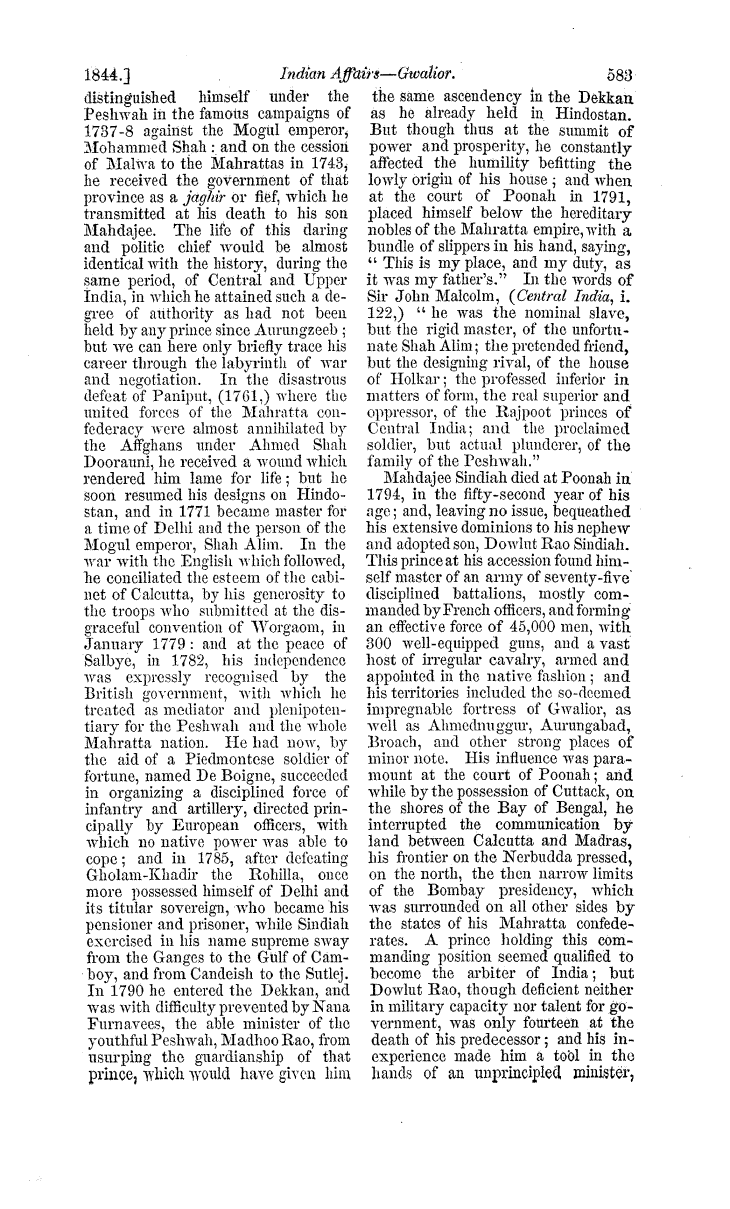 1844.] Indian Affairs—Gwalior. 583
distinguished himself under the
Peshwah in the famous campaigns of
1737-8 against the Mogul emperor,
Mohammed Shah : and on the cession
of Malwa to the Mahrattas in 1743,
he received the government of that
province as a jaghir or fief, which he
transmitted at his death to his son
Mahdajee. The life of this daring
and politic chief would be almost
identical with the history, during the
same period, of Central and Upper
India, in which he attained such a de-
gree of authority as had not been
held by any prince since Aurungzeeb ;
but we can here only briefly trace his
career through the labyrinth of war
and negotiation. In the disastrous
defeat of Paniput, (1761,) where the
united forces of the Mahratta con-
federacy were almost annihilated by
the Affghans under Ahmed Shah
Doorauni, he received a wound which
rendered him lame for life ; but he
soon resumed his designs on Hindo-
stan, and in 1771 became master for
a time of Delhi and the person of the
Mogul emperor, Shah Alim. In the
war with the English which followed,
he conciliated the esteem of the cabi-
net of Calcutta, by his generosity to
the troops who submitted at the dis-
graceful convention of Worgaom, in
January 1779 : and at the peace of
Salbye, in 1782, his independence
was expressly recognised by the
British government, with which he
treated as mediator and plenipoten-
tiary for the Peshwah and the whole
Mahratta nation. He had now, by
the aid of a Piedmontese soldier of
fortune, named De Boigne, succeeded
in organizing a disciplined force of
infantry and artillery, directed prin-
cipally by European officers, with
which no native power was able to
cope ; and in 1785, after defeating
Gholam-Khadir the Rohilla, once
more possessed himself of Delhi and
its titular sovereign, who became his
pensioner and prisoner, while Sindiah
exercised in his name supreme sway
from the Ganges to the Gulf of Cam-
boy, and from Candeish to the Sutlej.
In 1790 he entered the Dekkan, and
was with difficulty prevented by Nana
Furnavees, the able minister of the
youthful Peshwah, Madhoo Rao, from
usurping the guardianship of that
prince, which would have given him
the same ascendency in the Dekkan
as he already held in Hindostan.
But though thus at the summit of
power and prosperity, he constantly
affected the humility befitting the
lowly origin of his house ; and when
at the court of Poonah in 1791,
placed himself below the hereditary
nobles of the Mahratta empire, with a
bundle of slippers in his hand, saying,
“ This is my place, and my duty, as
it was my father's.” In the words of
Sir John Malcolm, (Central India, i.
122,) “ he was the nominal slave,
but the rigid master, of the unfortu-
nate Shah Alim ; the pretended friend,
but the designing rival, of the house
of Holkar ; the professed inferior in
matters of form, the real superior and
oppressor, of the Rajpoot princes of
Central India; and the proclaimed
soldier, but actual plunderer, of the
family of the Peshwah.”
Mahdajee Sindiah died at Poonah in
1794, in the fifty-second year of his
age ; and, leaving no issue, bequeathed
his extensive dominions to his nephew
and adopted son, Dowlut Rao Sindiah.
This prince at his accession found him-
self master of an army of seventy-five
disciplined battalions, mostly com-
manded by French officers, and forming
an effective force of 45,000 men, with
300 well-equipped guns, and a vast
host of irregular cavalry, armed and
appointed in the native fashion ; and
his territories included the so-deemed
impregnable fortress of Gwalior, as
well as Ahmednuggur, Aurungabad,
Broach, and other strong places of
minor note. His influence was para-
mount at the court of Poonah ; and
while by the possession of Cuttack, on
the shores of the Bay of Bengal, he
interrupted the communication by
land between Calcutta and Madras,
his frontier on the Nerbudda pressed,
on the north, the then narrow limits
of the Bombay presidency, which
was surrounded on all other sides by
the states of his Mahratta confede-
rates. A prince holding this com-
manding position seemed qualified to
become the arbiter of India ; but
Dowlut Rao, though deficient neither
in military capacity nor talent for go-
vernment, was only fourteen at the
death of his predecessor ; and his in-
experience made him a tool in the
hands of an unprincipled minister,